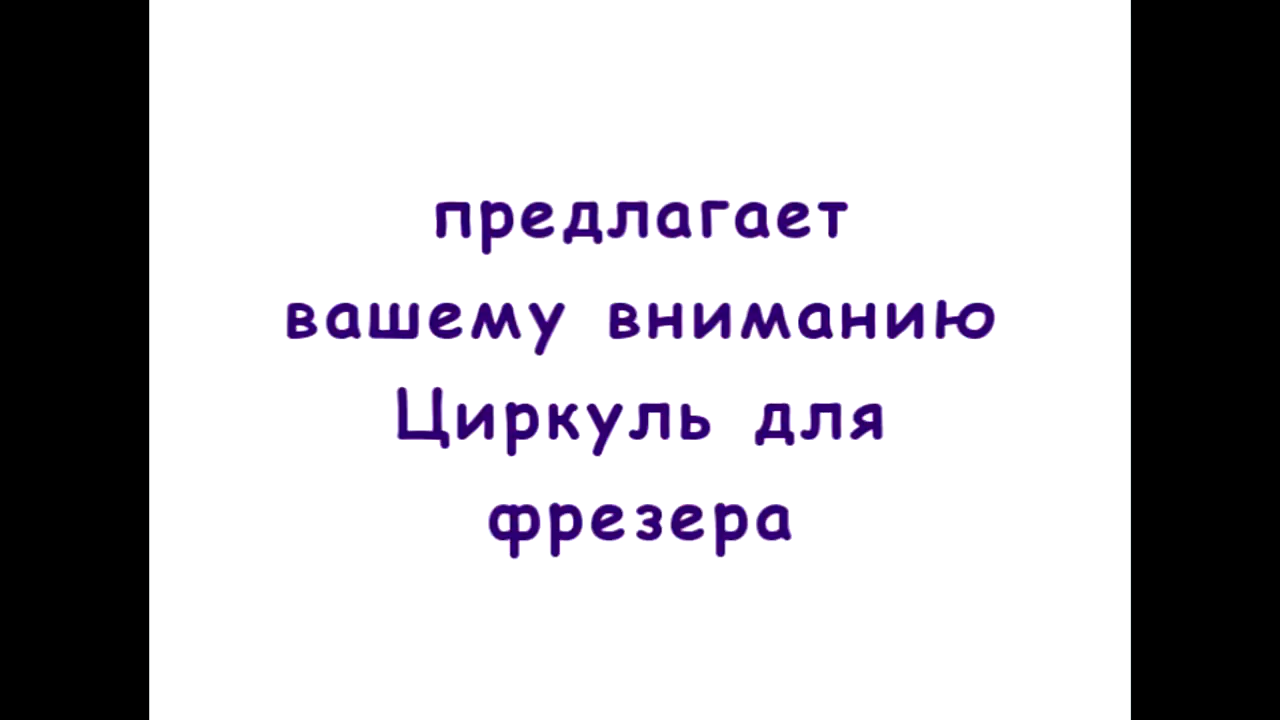 предлагает
вашему вниманию
Циркуль для
фрезера